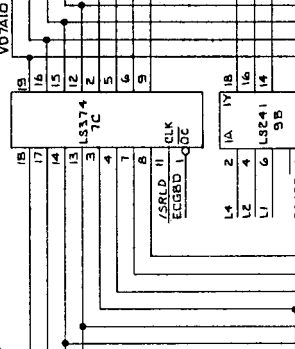 VD7A10
19 16 15 12 2 5 6 9
LS374
7C
CLK
OC
18 17 14 13 3 4 7 8 11 1
/SRLD
ECGBD
1Y 18 16 14
1A
LS241
9B
2 4 6
L4
L2
L1